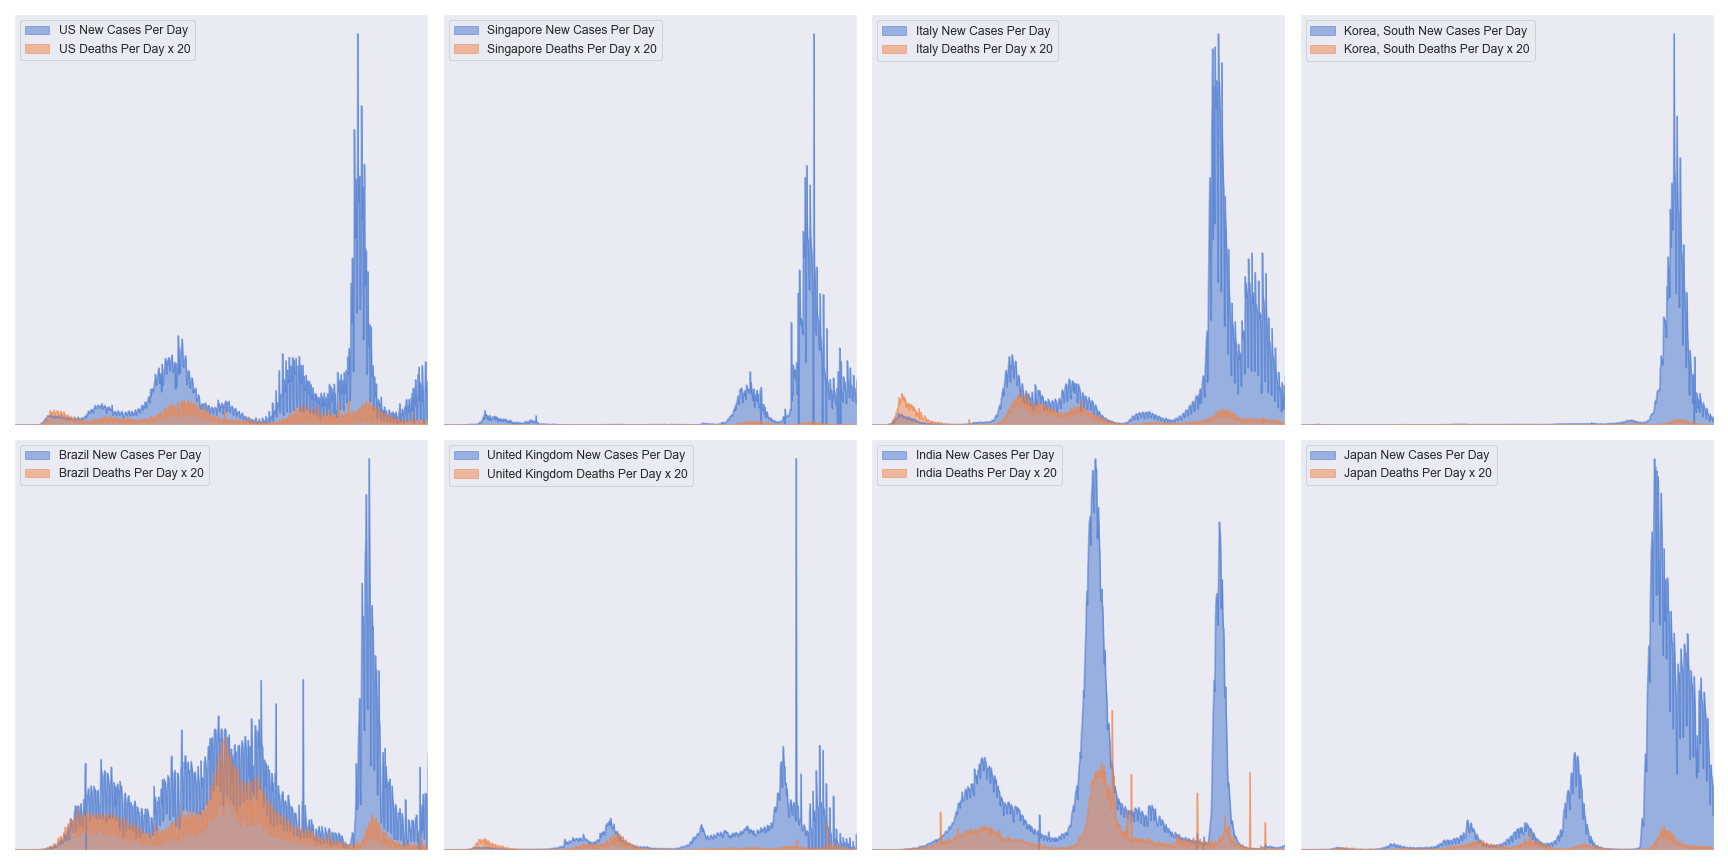 US New Cases Per Day
US Deaths Per Day x 20
Singapore New Cases Per Day
Singapore Deaths Per Day x 20
Italy New Cases Per Day
Italy Deaths Per Day x 20
Korea, South New Cases Per Day
Korea, South Deaths Per Day x 20
Brazil New Cases Per Day
Brazil Deaths Per Day x 20
United Kingdom New Cases Per Day
United Kingdom Deaths Per Day x 20
India New Cases Per Day
India Deaths Per Day x 20
Japan New Cases Per Day
Japan Deaths Per Day x 20